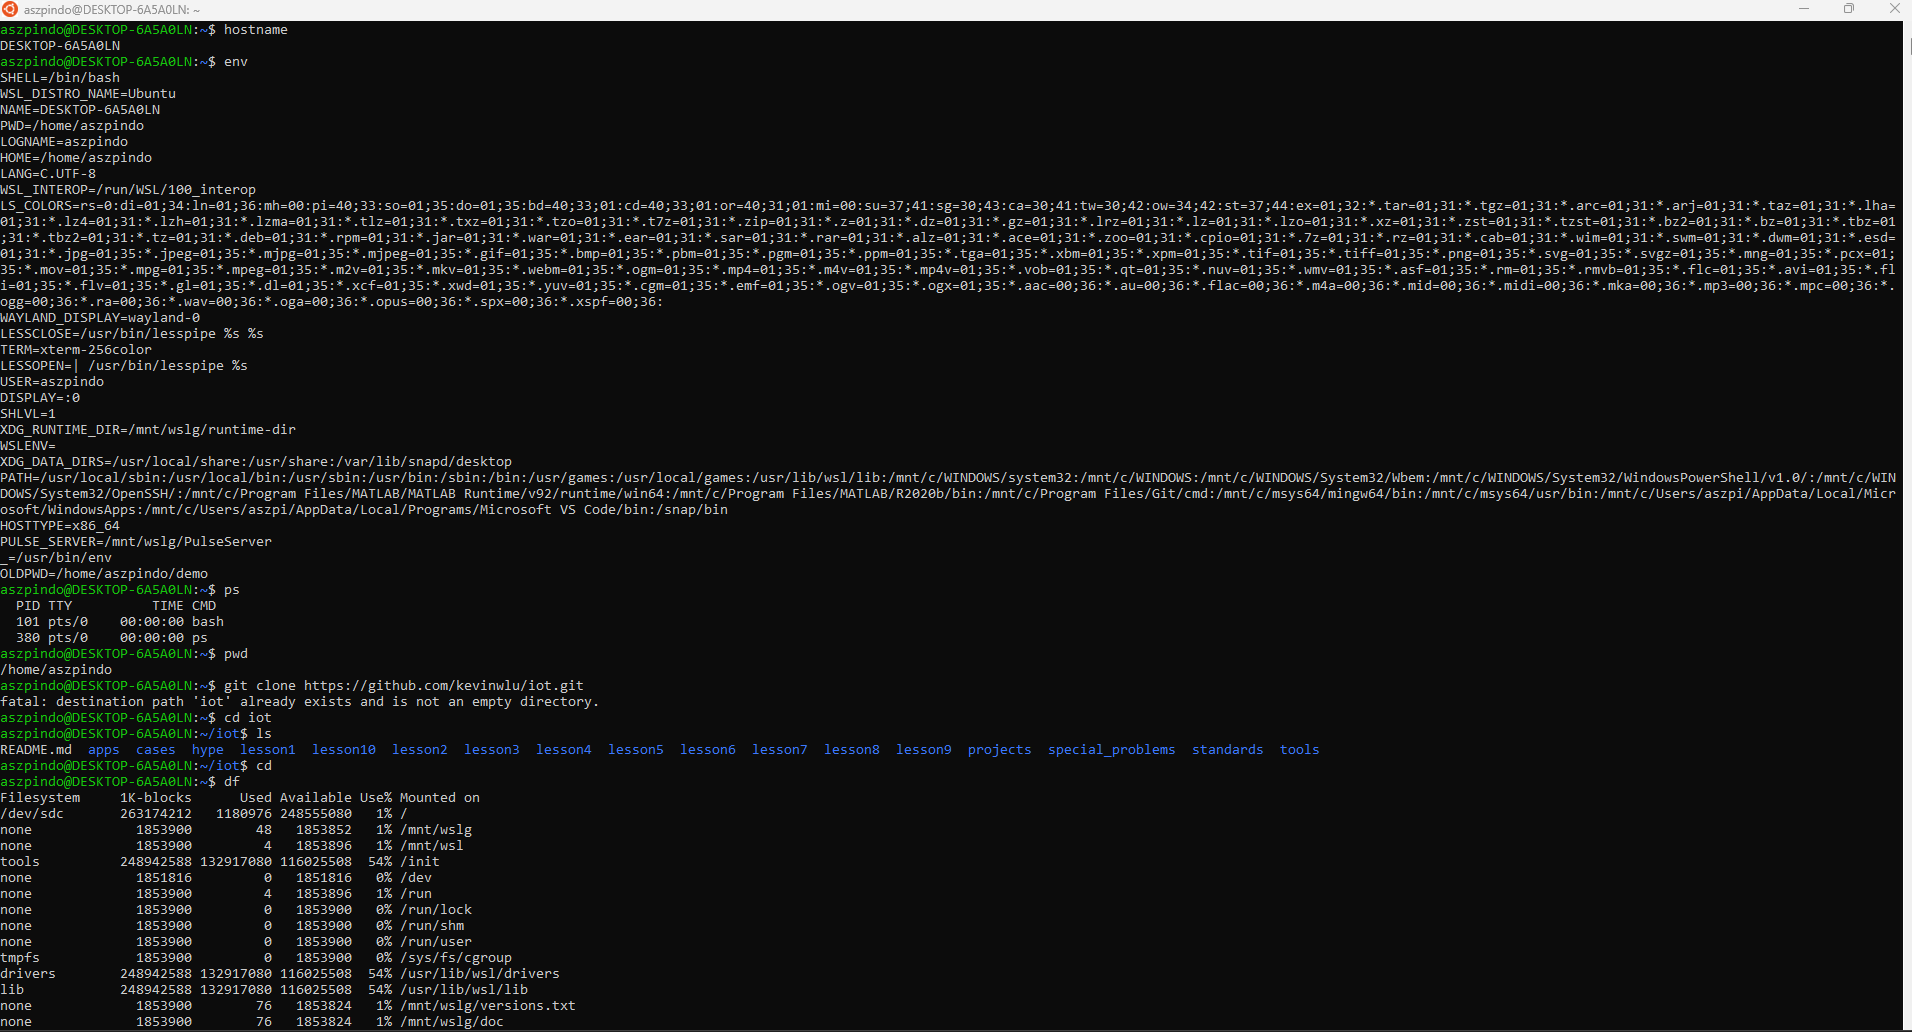 aszpindo@DESKTOP-6A5A0LN: ~
aszpindo@DESKTOP-6A5A0LN:~$ hostname
DESKTOP-6A5A0LN
aszpindo@DESKTOP-6A5A0LN:~$ env
SHELL=/bin/bash
WSL_DISTRO_NAME=Ubuntu
NAME=DESKTOP-6A5A0LN
PWD=/home/aszpindo
LOGNAME=aszpindo
HOME=/home/aszpindo
LANG=C.UTF-8
WSL_INTEROP=/run/WSL/100_interop
LS_COLORS=rs=0:di=01;34:ln=01;36:mh=00:pi=40;33:so=01;35:do=01;35:bd=40;33;01:cd=40;33;01:or=40;31;01:mi=00:su=37;41:sg=30;43:ca=30;41:tw=30;42:ow=34;42:st=37;44:ex=01;32:*.tar=01;31:*.tgz=01;31:*.arc=01;31:*.arj=01;31:*.taz=01;31:*.lha=
01;31:*.lz4=01;31:*.lzh=01;31:*.lzma=01;31:*.tlz=01;31:*.txz=01;31:*.tzo=01;31:*.t7z=01;31:*.zip=01;31:*.z=01;31:*.dz=01;31:*.gz=01;31:*.lrz=01;31:*.lz=01;31:*.lzo=01;31:*.xz=01;31:*.zst=01;31:*.tzst=01;31:*.bz2=01;31:*.bz=01;31:*.tbz=01
;31:*.tbz2=01;31:*.tz=01;31:*.deb=01;31:*.rpm=01;31:*.jar=01;31:*.war=01;31:*.ear=01;31:*.sar=01;31:*.rar=01;31:*.alz=01;31:*.ace=01;31:*.zoo=01;31:*.cpio=01;31:*.7z=01;31:*.rz=01;31:*.cab=01;31:*.wim=01;31:*.swm=01;31:*.dwm=01;31:*.esd=
01;31:*.jpg=01;35:*.jpeg=01;35:*.mjpg=01;35:*.mjpeg=01;35:*.gif=01;35:*.bmp=01;35:*.pbm=01;35:*.pgm=01;35:*.ppm=01;35:*.tga=01;35:*.xbm=01;35:*.xpm=01;35:*.tif=01;35:*.tiff=01;35:*.png=01;35:*.svg=01;35:*.svgz=01;35:*.mng=01;35:*.pcx=01;
35:*.mov=01;35:*.mpg=01;35:*.mpeg=01;35:*.m2v=01;35:*.mkv=01;35:*.webm=01;35:*.ogm=01;35:*.mp4=01;35:*.m4v=01;35:*.mp4v=01;35:*.vob=01;35:*.qt=01;35:*.nuv=01;35:*.wmv=01;35:*.asf=01;35:*.rm=01;35:*.rmvb=01;35:*.flc=01;35:*.avi=01;35:*.fl
i=01;35:*.flv=01;35:*.gl=01;35:*.dl=01;35:*.xcf=01;35:*.xwd=01;35:*.yuv=01;35:*.cgm=01;35:*.emf=01;35:*.ogv=01;35:*.ogx=01;35:*.aac=00;36:*.au=00;36:*.flac=00;36:*.m4a=00;36:*.mid=00;36:*.midi=00;36:*.mka=00;36:*.mp3=00;36:*.mpc=00;36:*.
ogg=00;36:*.ra=00;36:*.wav=00;36:*.oga=00;36:*.opus=00;36:*.spx=00;36:*.xspf=00;36:
WAYLAND_DISPLAY=wayland-0
LESSCLOSE=/usr/bin/lesspipe %s %s
TERM=xterm-256color
LESSOPEN=| /usr/bin/lesspipe %s
USER=aszpindo
DISPLAY=:0
SHLVL=1
XDG_RUNTIME_DIR=/mnt/wslg/runtime-dir
WSLENV=
XDG_DATA_DIRS=/usr/local/share:/usr/share:/var/lib/snapd/desktop
PATH=/usr/local/sbin:/usr/local/bin:/usr/sbin:/usr/bin:/sbin:/bin:/usr/games:/usr/local/games:/usr/lib/wsl/lib:/mnt/c/WINDOWS/system32:/mnt/c/WINDOWS:/mnt/c/WINDOWS/System32/Wbem:/mnt/c/WINDOWS/System32/WindowsPowerShell/v1.0/:/mnt/c/WIN
DOWS/System32/OpenSSH/:/mnt/c/Program Files/MATLAB/MATLAB Runtime/v92/runtime/win64:/mnt/c/Program Files/MATLAB/R2020b/bin:/mnt/c/Program Files/Git/cmd:/mnt/c/msys64/mingw64/bin:/mnt/c/msys64/usr/bin:/mnt/c/Users/aszpi/AppData/Local/Micr
osoft/WindowsApps:/mnt/c/Users/aszpi/AppData/Local/Programs/Microsoft VS Code/bin:/snap/bin
HOSTTYPE=x86_64
PULSE_SERVER=/mnt/wslg/PulseServer
_=/usr/bin/env
OLDPWD=/home/aszpindo/demo
aszpindo@DESKTOP-6A5A0LN:~$ ps
  PID TTY          TIME CMD
  101 pts/0    00:00:00 bash
  380 pts/0    00:00:00 ps
aszpindo@DESKTOP-6A5A0LN:~$ pwd
/home/aszpindo
aszpindo@DESKTOP-6A5A0LN:~$ git clone https://github.com/kevinwlu/iot.git
fatal: destination path 'iot' already exists and is not an empty directory.
aszpindo@DESKTOP-6A5A0LN:~$ cd iot
aszpindo@DESKTOP-6A5A0LN:~/iot$ ls
README.md  apps  cases  hype  lesson1  lesson10  lesson2  lesson3  lesson4  lesson5  lesson6  lesson7  lesson8  lesson9  projects  special_problems  standards  tools
aszpindo@DESKTOP-6A5A0LN:~/iot$ cd
aszpindo@DESKTOP-6A5A0LN:~$ df
Filesystem     1K-blocks      Used Available Use% Mounted on
/dev/sdc       263174212   1180976 248555080   1% /
none             1853900        48   1853852   1% /mnt/wslg
none             1853900         4   1853896   1% /mnt/wsl
tools          248942588 132917080 116025508  54% /init
none             1851816         0   1851816   0% /dev
none             1853900         4   1853896   1% /run
none             1853900         0   1853900   0% /run/lock
none             1853900         0   1853900   0% /run/shm
none             1853900         0   1853900   0% /run/user
tmpfs            1853900         0   1853900   0% /sys/fs/cgroup
drivers        248942588 132917080 116025508  54% /usr/lib/wsl/drivers
lib            248942588 132917080 116025508  54% /usr/lib/wsl/lib
none             1853900        76   1853824   1% /mnt/wslg/versions.txt
none             1853900        76   1853824   1% /mnt/wslg/doc